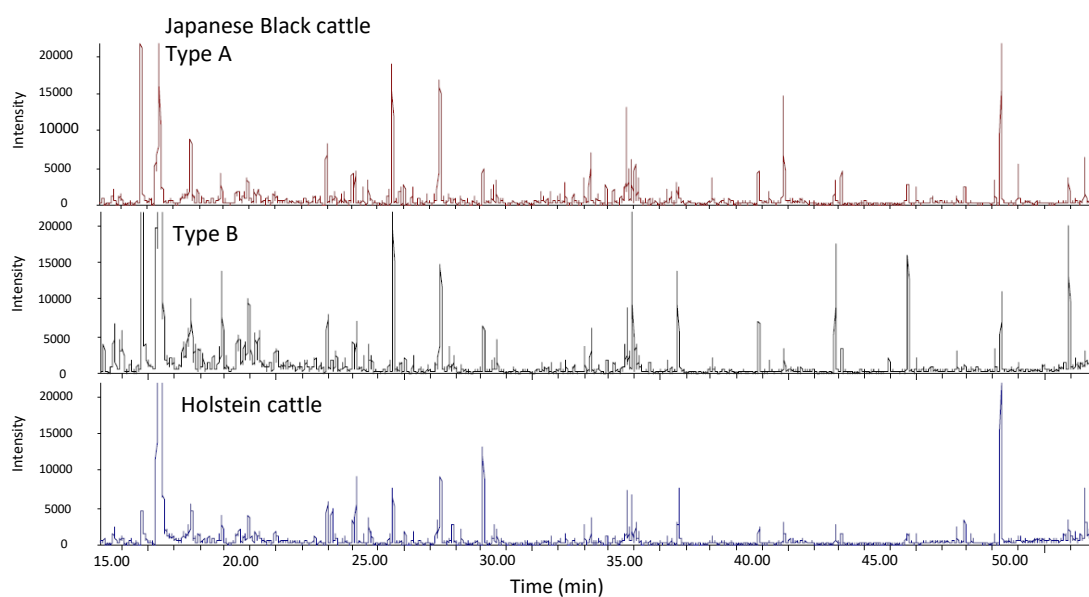 Japanese Black cattle
Type A
Intensity
20000
15000
10000
5000
0
Type B
Intensity
20000
15000
10000
5000
0
Holstein cattle
Intensity
20000
15000
10000
5000
0
15.00 20.00 25.00 30.00 35.00 40.00 45.00 50.00
Time (min)